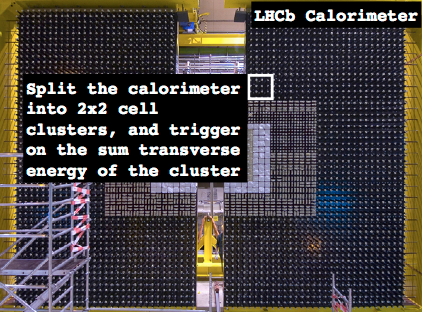 LHCb Calorimeter
Split the calorimeter
into 2x2 cell
clusters, and trigger
on the sum transverse
energy of the cluster